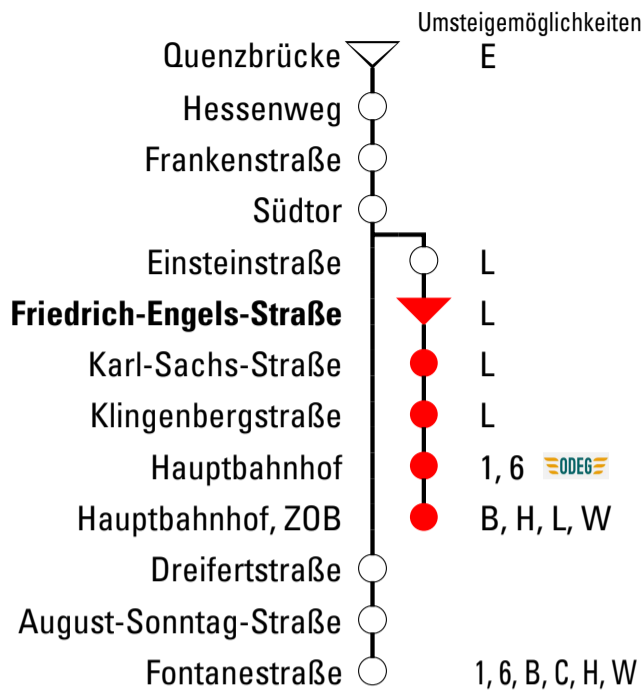 Umsteigemöglichkeiten
Quenzbrücke E
Hessenweg
Frankenstraße
Südtor
Einsteinstraße L
Friedrich-Engels-Straße L
Karl-Sachs-Straße L
Klingenbergstraße L
Hauptbahnhof 1, 6 ODEG
Hauptbahnhof, ZOB B, H, L, W
Dreifertstraße
August-Sonntag-Straße
Fontanestraße 1, 6, B, C, H, W